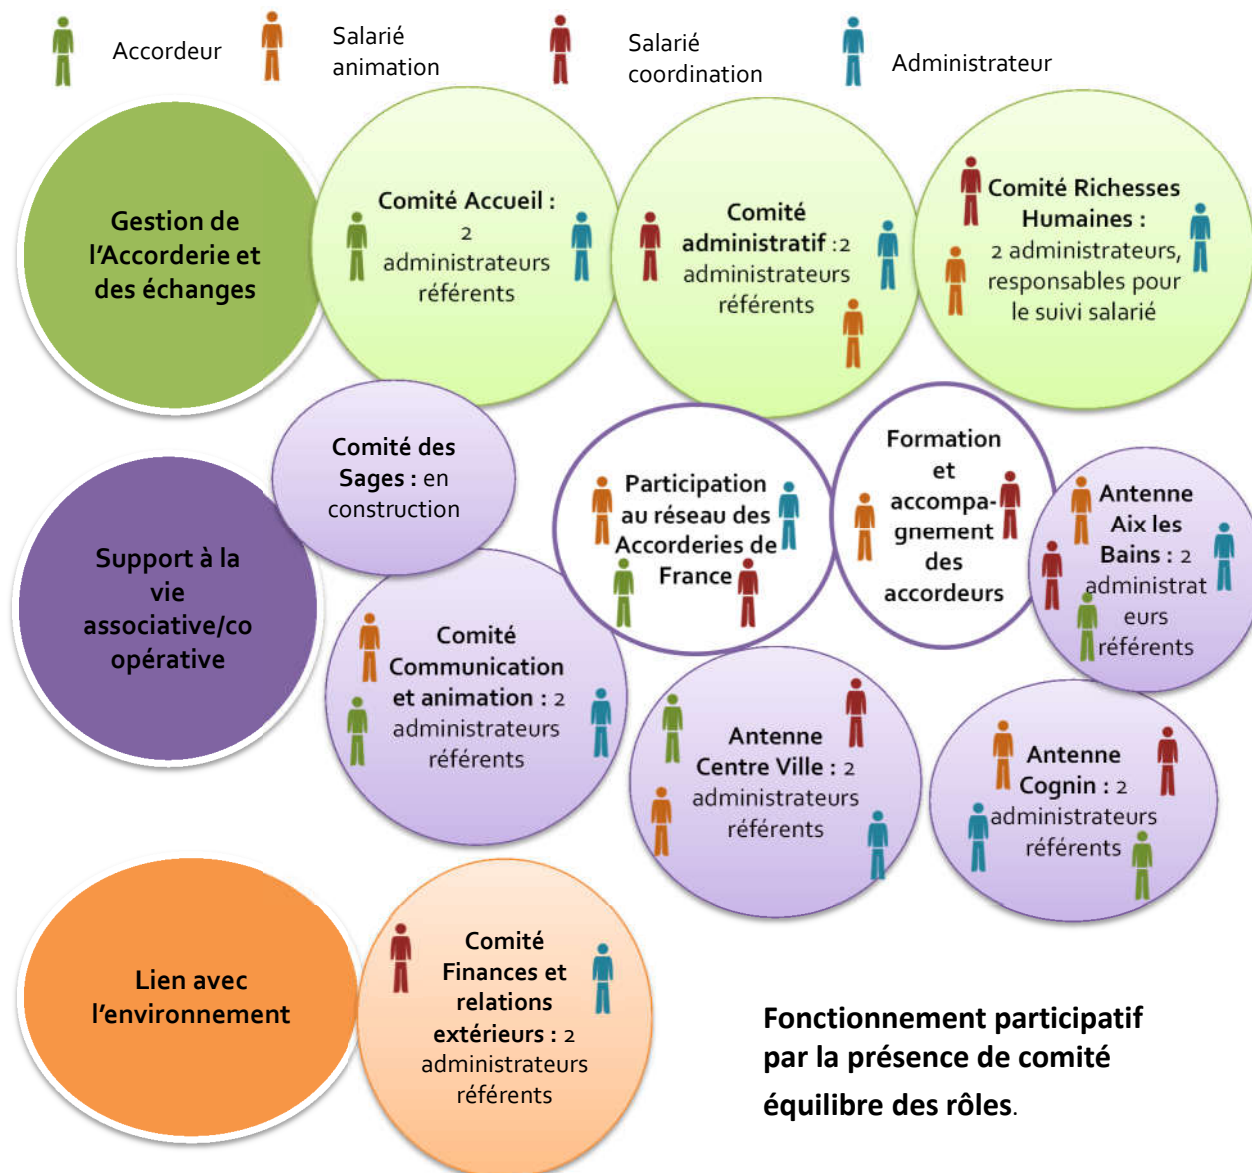 Accordeur
Salarié
animation
Salarié
coordination
Administrateur
Gestion de
l'Accorderie et
des échanges
Comité Accueil :
2
administrateurs
référents
Comité
administratif :2
administrateurs
référents
Comité Richesses
Humaines :
2 administrateurs,
responsables pour
le suivi salarié
Support à la
vie
associative/co
opérative
Comité des
Sages : en
construction
Participation
au réseau des
Accorderies de
France
Formation
et
accompa-
gnement
des
accordeurs
Antenne
Aix les
Bains : 2
administrat
eurs
référents
Comité
Communication
et animation : 2
administrateurs
référents
Antenne
Centre Ville : 2
administrateurs
référents
Antenne
Cognin : 2
administrateurs
référents
Lien avec
l'environnement
Comité
Finances et
relations
extérieurs : 2
administrateurs
référents
Fonctionnement participatif
par la présence de comité
équilibre des rôles.